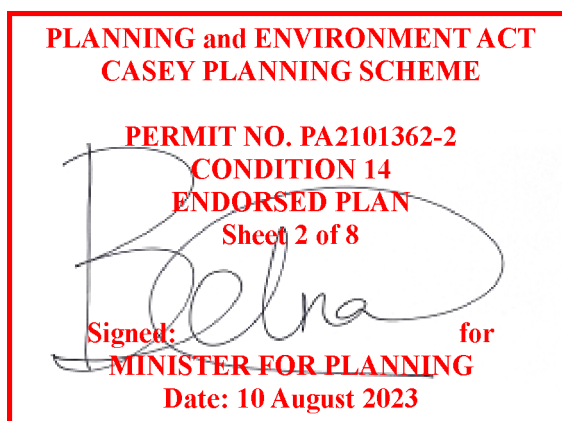 PLANNING and ENVIRONMENT ACT
CASEY PLANNING SCHEME
PERMIT NO. PA2101362-2
CONDITION 14
ENDORSED PLAN
Sheet 2 of 8
Signed: for
MINISTER FOR PLANNING
Date: 10 August 2023